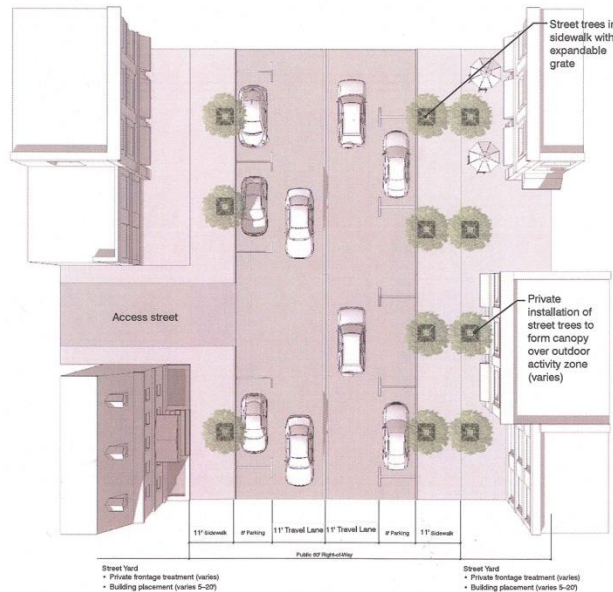 Street trees in
sidewalk with
expandable
grate
Access street
Private
installation of
street trees to
form canopy
over outdoor
activity zone
(varies)
11' Sidewalk
8' Parking
11' Travel Lane
11' Travel Lane
8' Parking
11' Sidewalk
Public 60' Right-of-Way
Street Yard
• Private frontage treatment (varies)
• Building placement (varies 5–20')
Street Yard
• Private frontage treatment (varies)
• Building placement (varies 5–20')